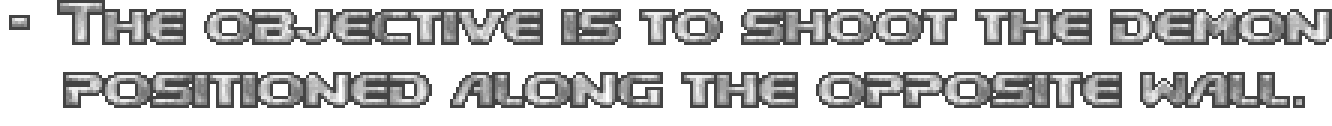 - The objective is to shoot the demon
positioned along the opposite wall.